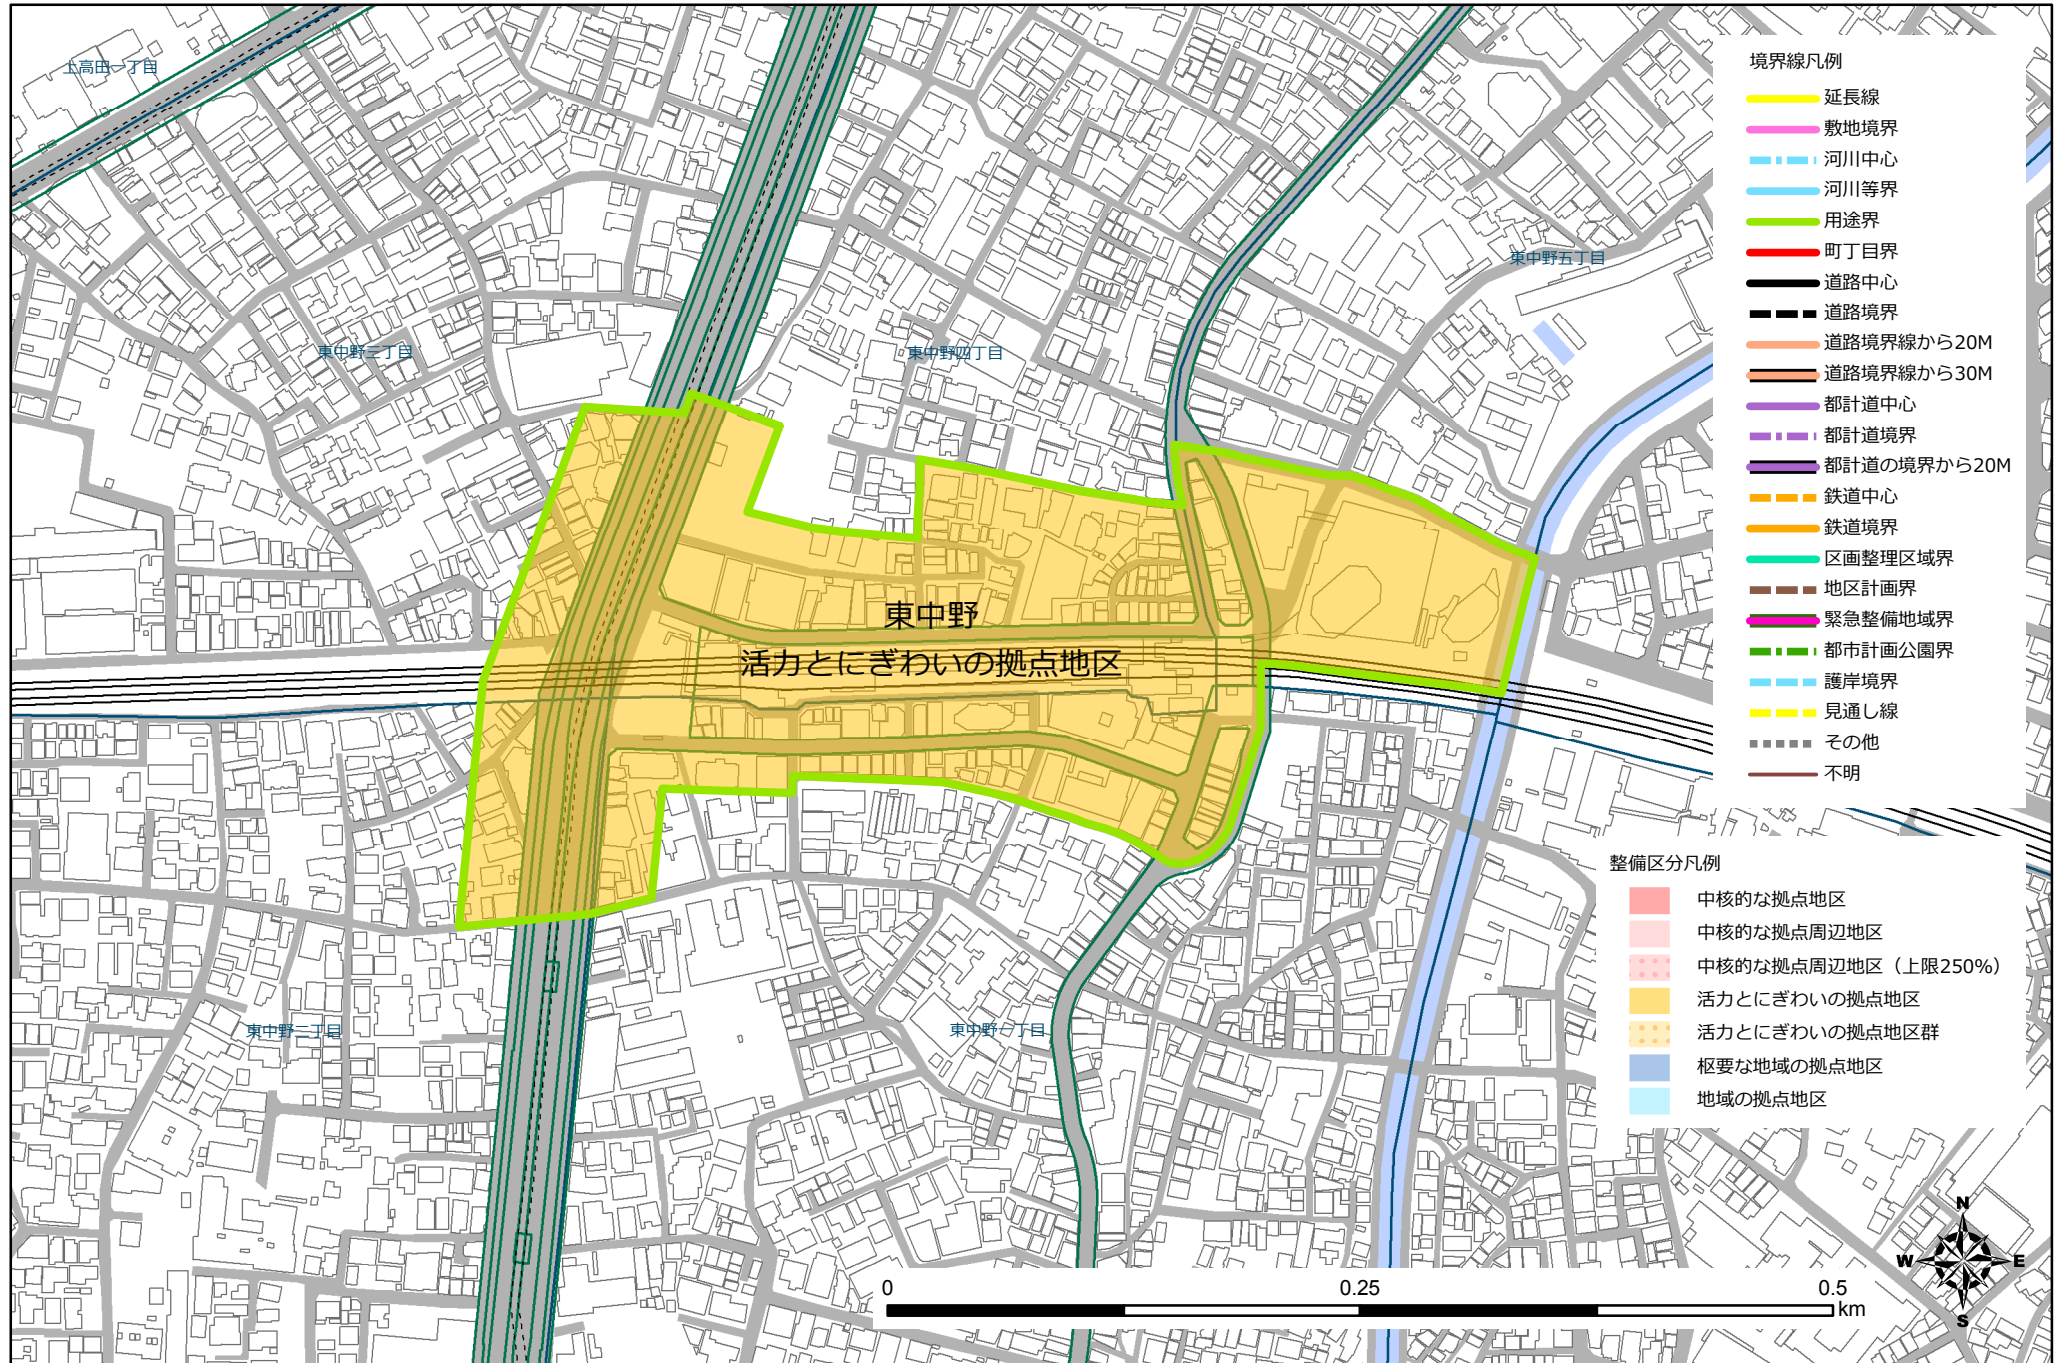 上高田一丁目
東中野三丁目
東中野四丁目
東中野五丁目
東中野
活力とにぎわいの拠点地区
東中野二丁目
東中野一丁目
境界線凡例
延長線
敷地境界
河川中心
河川等界
用途界
町丁目界
道路中心
道路境界
道路境界線から20M
道路境界線から30M
都計道中心
都計道境界
都計道の境界から20M
鉄道中心
鉄道境界
区画整理区域界
地区計画界
緊急整備地域界
都市計画公園界
護岸境界
見通し線
その他
不明
整備区分凡例
中核的な拠点地区
中核的な拠点周辺地区
中核的な拠点周辺地区（上限250%）
活力とにぎわいの拠点地区
活力とにぎわいの拠点地区群
枢要な地域の拠点地区
地域の拠点地区
N
W E
S
0 0.25 0.5
km